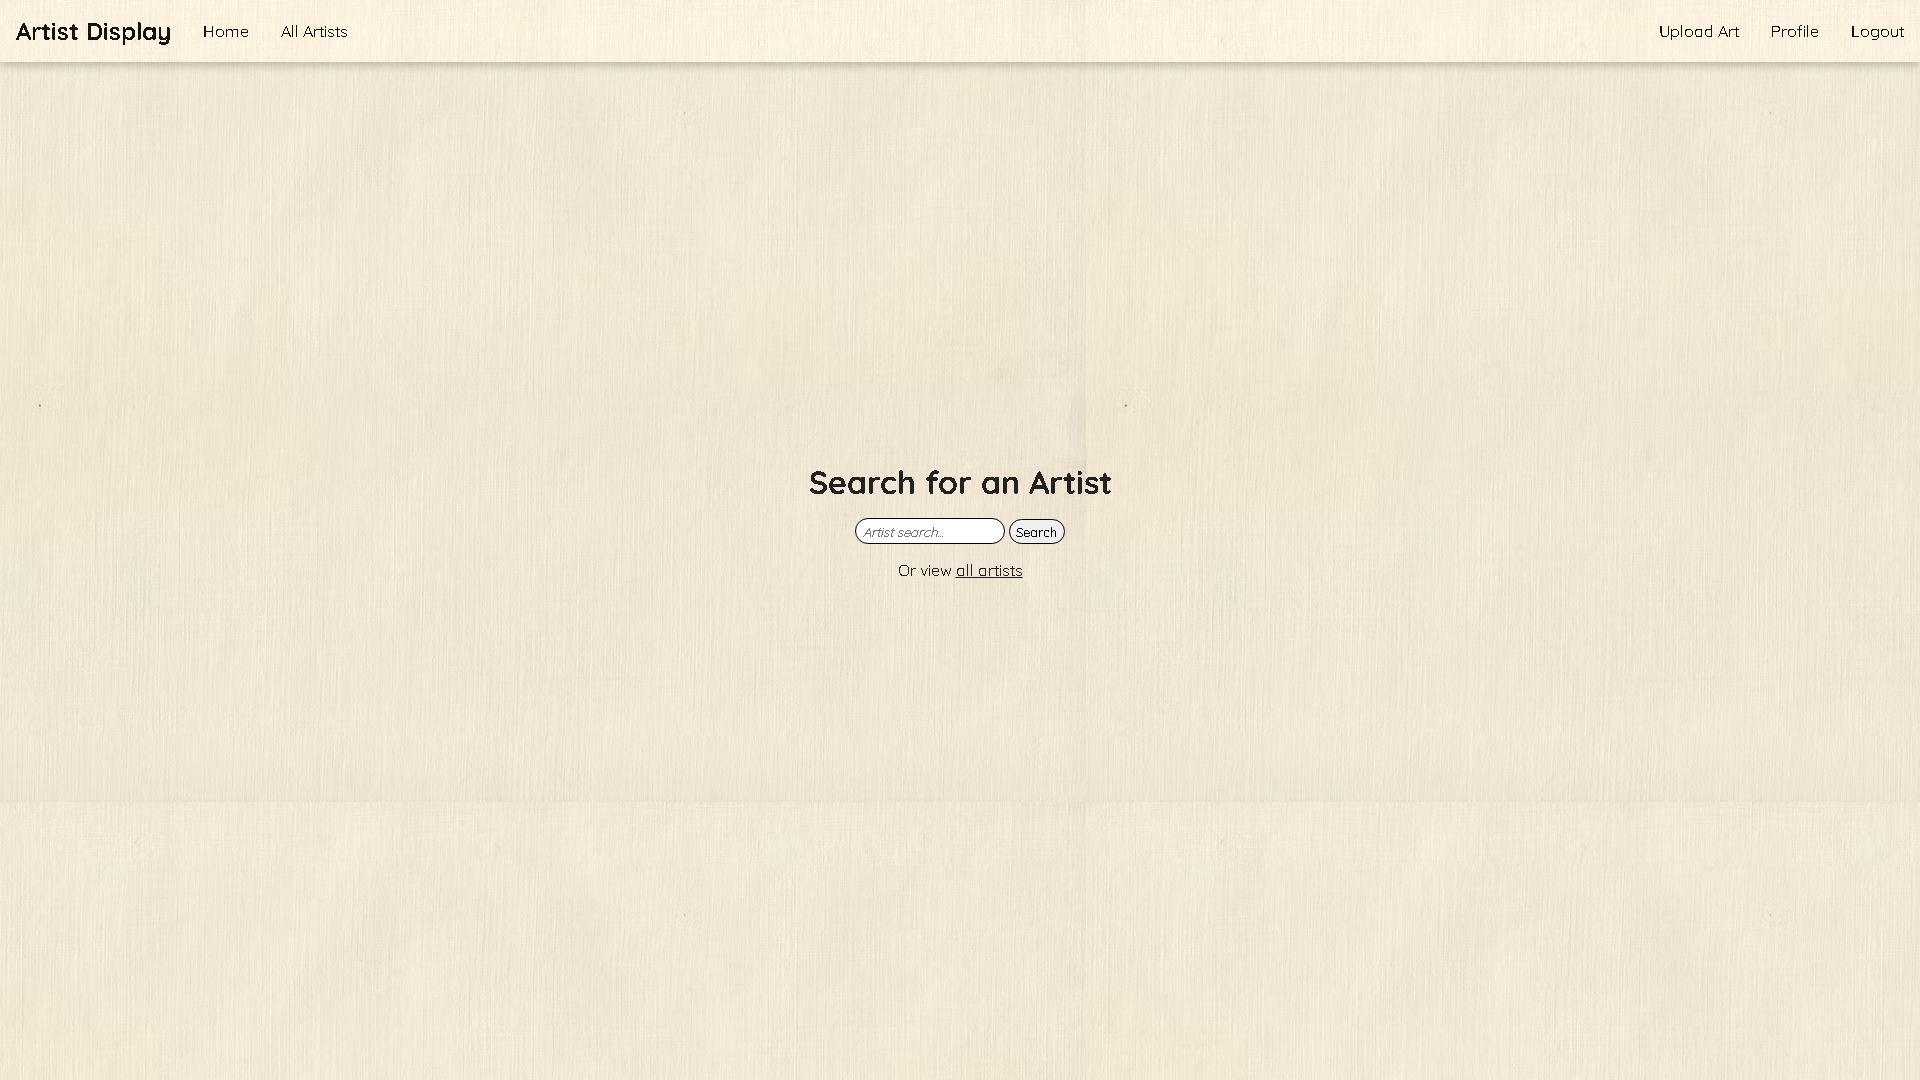 Artist Display Home All Artists Upload Art Profile Logout
Search for an Artist
Artist search... Search
Or view all artists